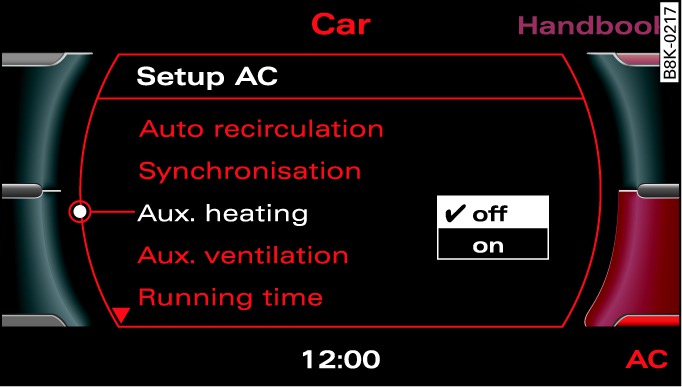 Car
Handbook
B8K-0217
Setup AC
Auto recirculation
Synchronisation
Aux. heating
✔ off
on
Aux. ventilation
Running time
12:00
AC